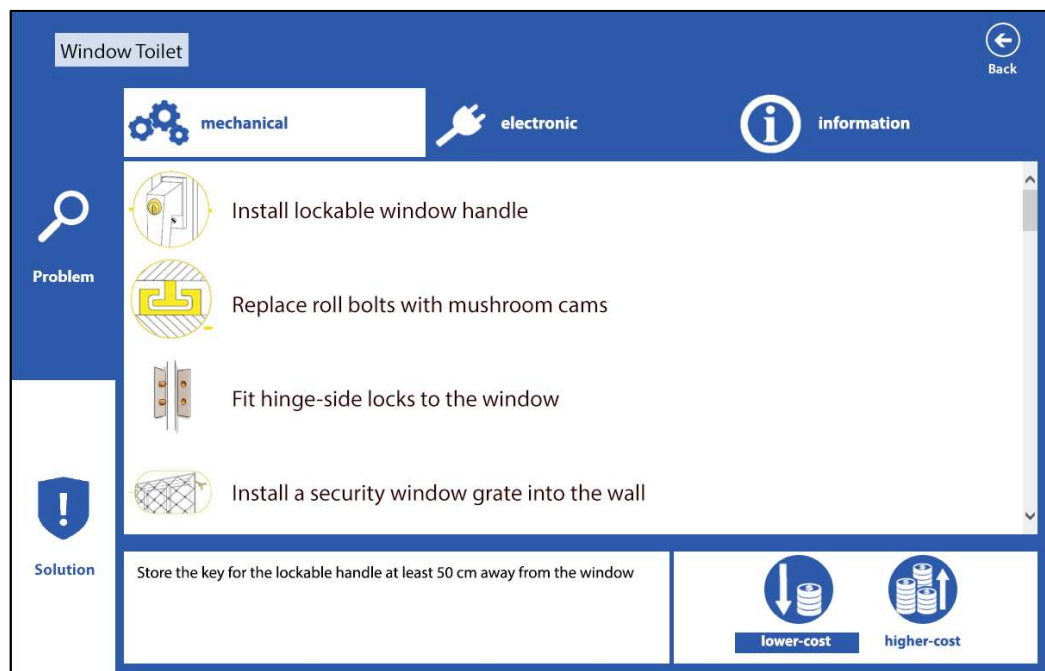 Window Toilet
Back
mechanical
electronic
information
Problem
Install lockable window handle
Replace roll bolts with mushroom cams
Fit hinge-side locks to the window
Install a security window grate into the wall
Solution
Store the key for the lockable handle at least 50 cm away from the window
lower-cost
higher-cost